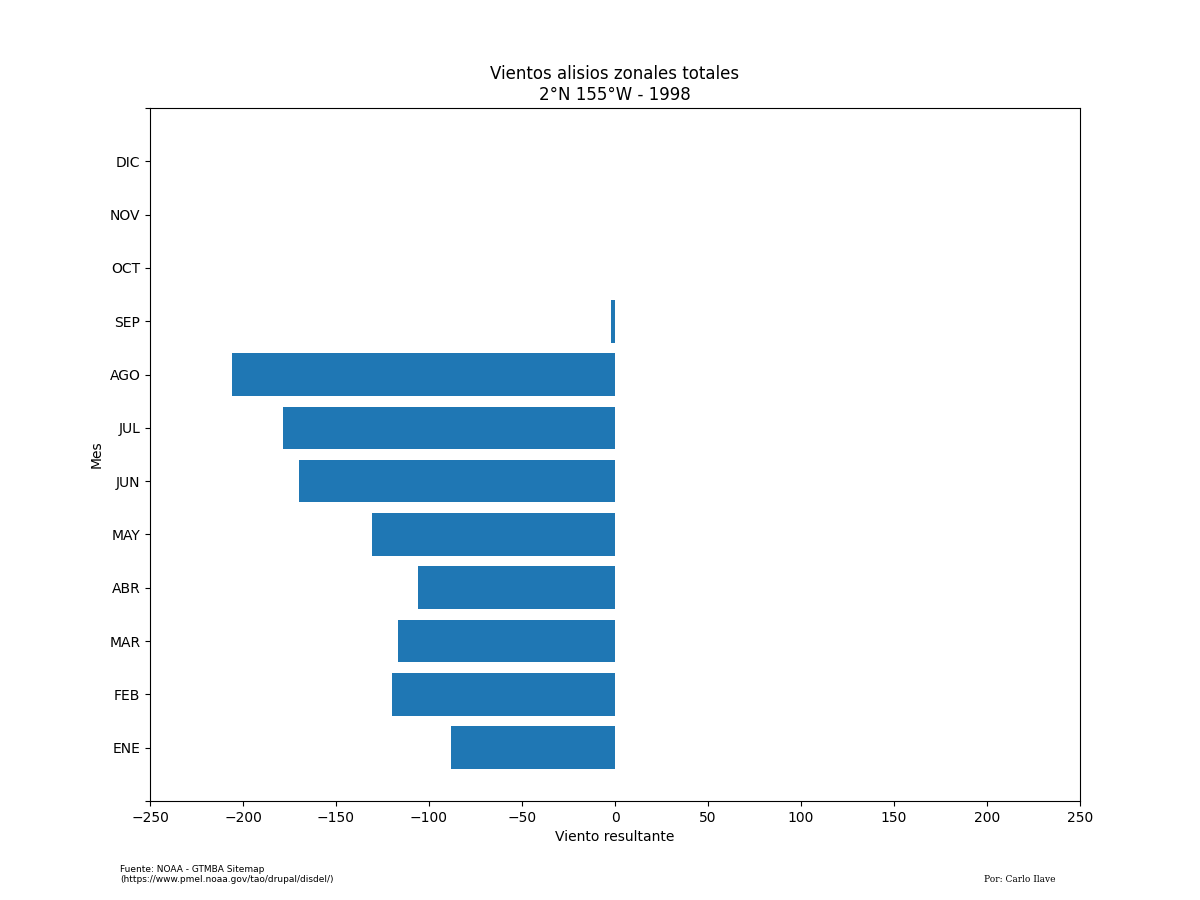 Vientos alisios zonales totales
2°N 155°W - 1998
DIC
NOV
OCT
SEP
AGO
JUL
JUN
MAY
ABR
MAR
FEB
ENE
Mes
−250 −200 −150 −100 −50 0 50 100 150 200 250
Viento resultante
Fuente: NOAA - GTMBA Sitemap
(https://www.pmel.noaa.gov/tao/drupal/disdel/)
Por: Carlo Ilave